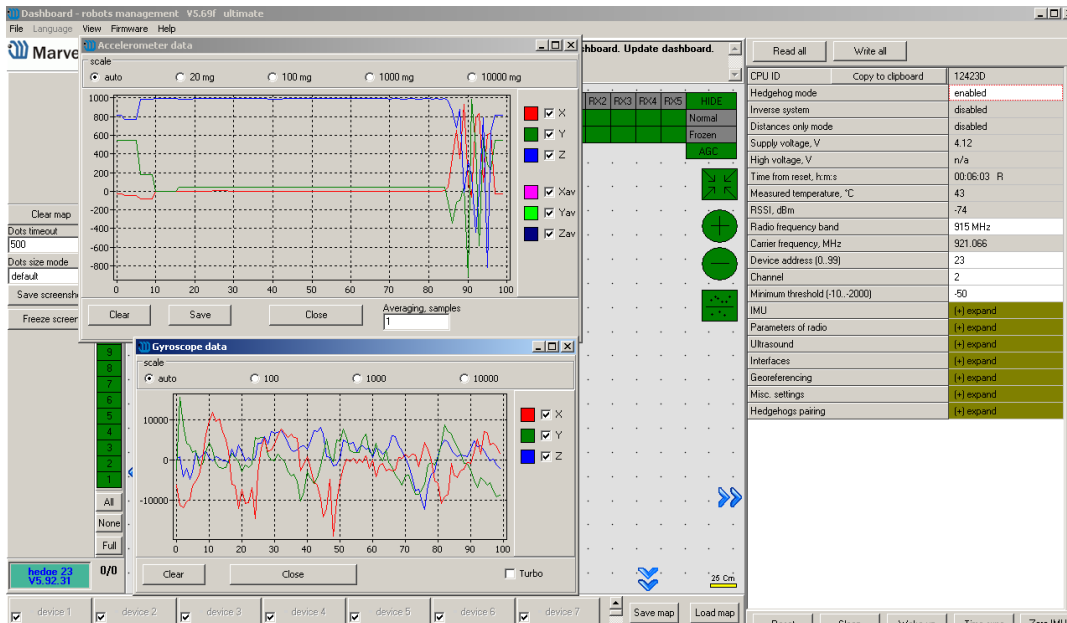 Dashboard - robots management V5.69f ultimate
File Language View Firmware Help
Marve
Accelerometer data
scale
auto 20 mg 100 mg 1000 mg 10000 mg
1000
800
600
400
200
0
-200
-400
-600
-800
0 10 20 30 40 50 60 70 80 90 100
X
Y
Z
Xav
Yav
Zav
Clear Save Close
Averaging, samples
1
Clear map
Dots timeout
500
Dots size mode
default
Save screensh
Freeze screen
hboard. Update dashboard.
RX2 RX3 RX4 RX5 HIDE
Normal
Frozen
AGC
9
8
7
6
5
4
3
2
1
All
None
Full
Gyroscope data
scale
auto 100 1000 10000
10000
0
-10000
0 10 20 30 40 50 60 70 80 90 100
X
Y
Z
Clear Close Turbo
25 Cm
hedge 23
V5.92.31
0/0
device 1 device 2 device 3 device 4 device 5 device 6 device 7
Save map Load map
Read all Write all
CPU ID Copy to clipboard 12423D
Hedgehog mode enabled
Inverse system disabled
Distances only mode disabled
Supply voltage, V 4.12
High voltage, V n/a
Time from reset, h:m:s 00:06:03 R
Measured temperature, °C 43
RSSI, dBm -74
Radio frequency band 915 MHz
Carrier frequency, MHz 921.066
Device address (0..99) 23
Channel 2
Minimum threshold (-10..-2000) -50
IMU (+) expand
Parameters of radio (+) expand
Ultrasound (+) expand
Interfaces (+) expand
Georeferencing (+) expand
Misc. settings (+) expand
Hedgehogs pairing (+) expand